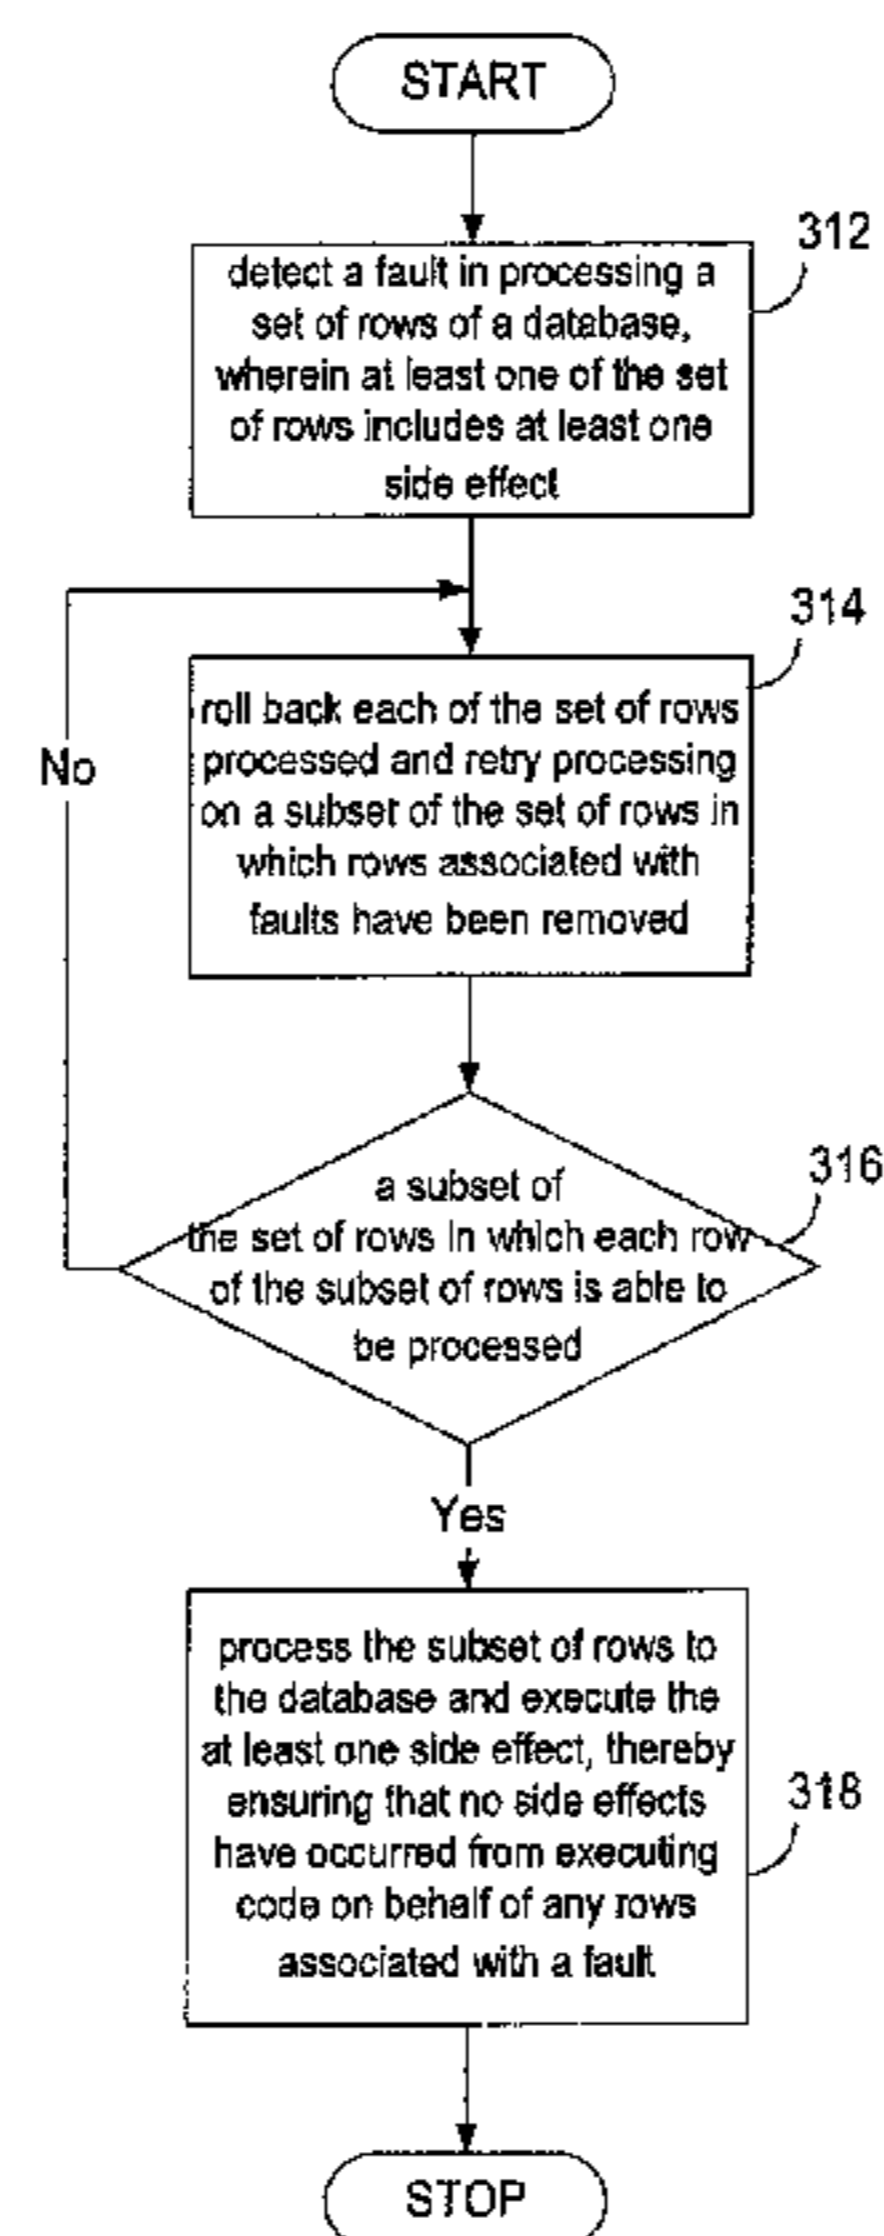 START
312
detect a fault in processing a
set of rows of a database,
wherein at least one of the set
of rows includes at least one
side effect
314
roll back each of the set of rows
processed and retry processing
on a subset of the set of rows in
which rows associated with
faults have been removed
No
316
a subset of
the set of rows in which each row
of the subset of rows is able to
be processed
Yes
process the subset of rows to
the database and execute the
at least one side effect, thereby
ensuring that no side effects
have occurred from executing
code on behalf of any rows
associated with a fault
318
STOP